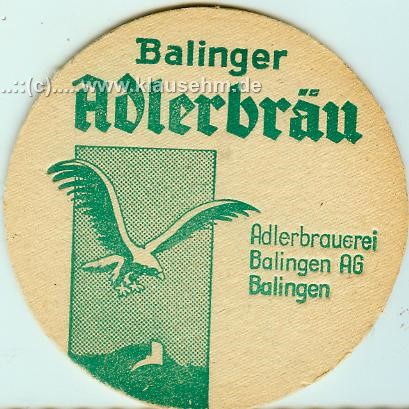 Balinger
..::(c).... www.klausehm.de
Adlerbräu
Adlerbrauerei
Balingen AG
Balingen